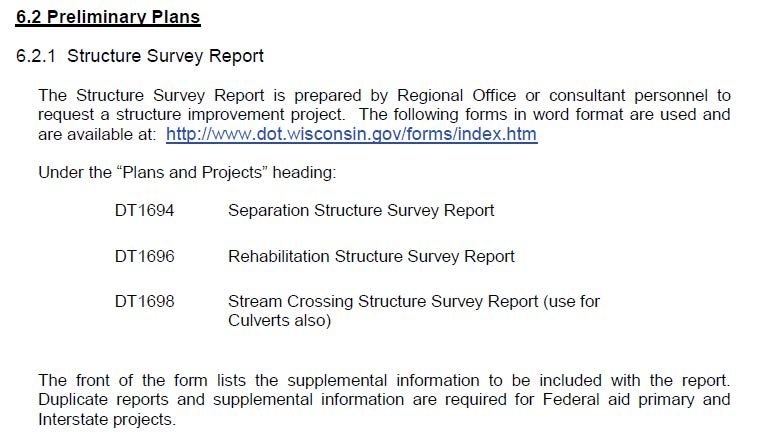 6.2 Preliminary Plans
6.2.1 Structure Survey Report
The Structure Survey Report is prepared by Regional Office or consultant personnel to
request a structure improvement project. The following forms in word format are used and
are available at: http://www.dot.wisconsin.gov/forms/index.htm
Under the “Plans and Projects” heading:
DT1694 Separation Structure Survey Report
DT1696 Rehabilitation Structure Survey Report
DT1698 Stream Crossing Structure Survey Report (use for
Culverts also)
The front of the form lists the supplemental information to be included with the report.
Duplicate reports and supplemental information are required for Federal aid primary and
Interstate projects.